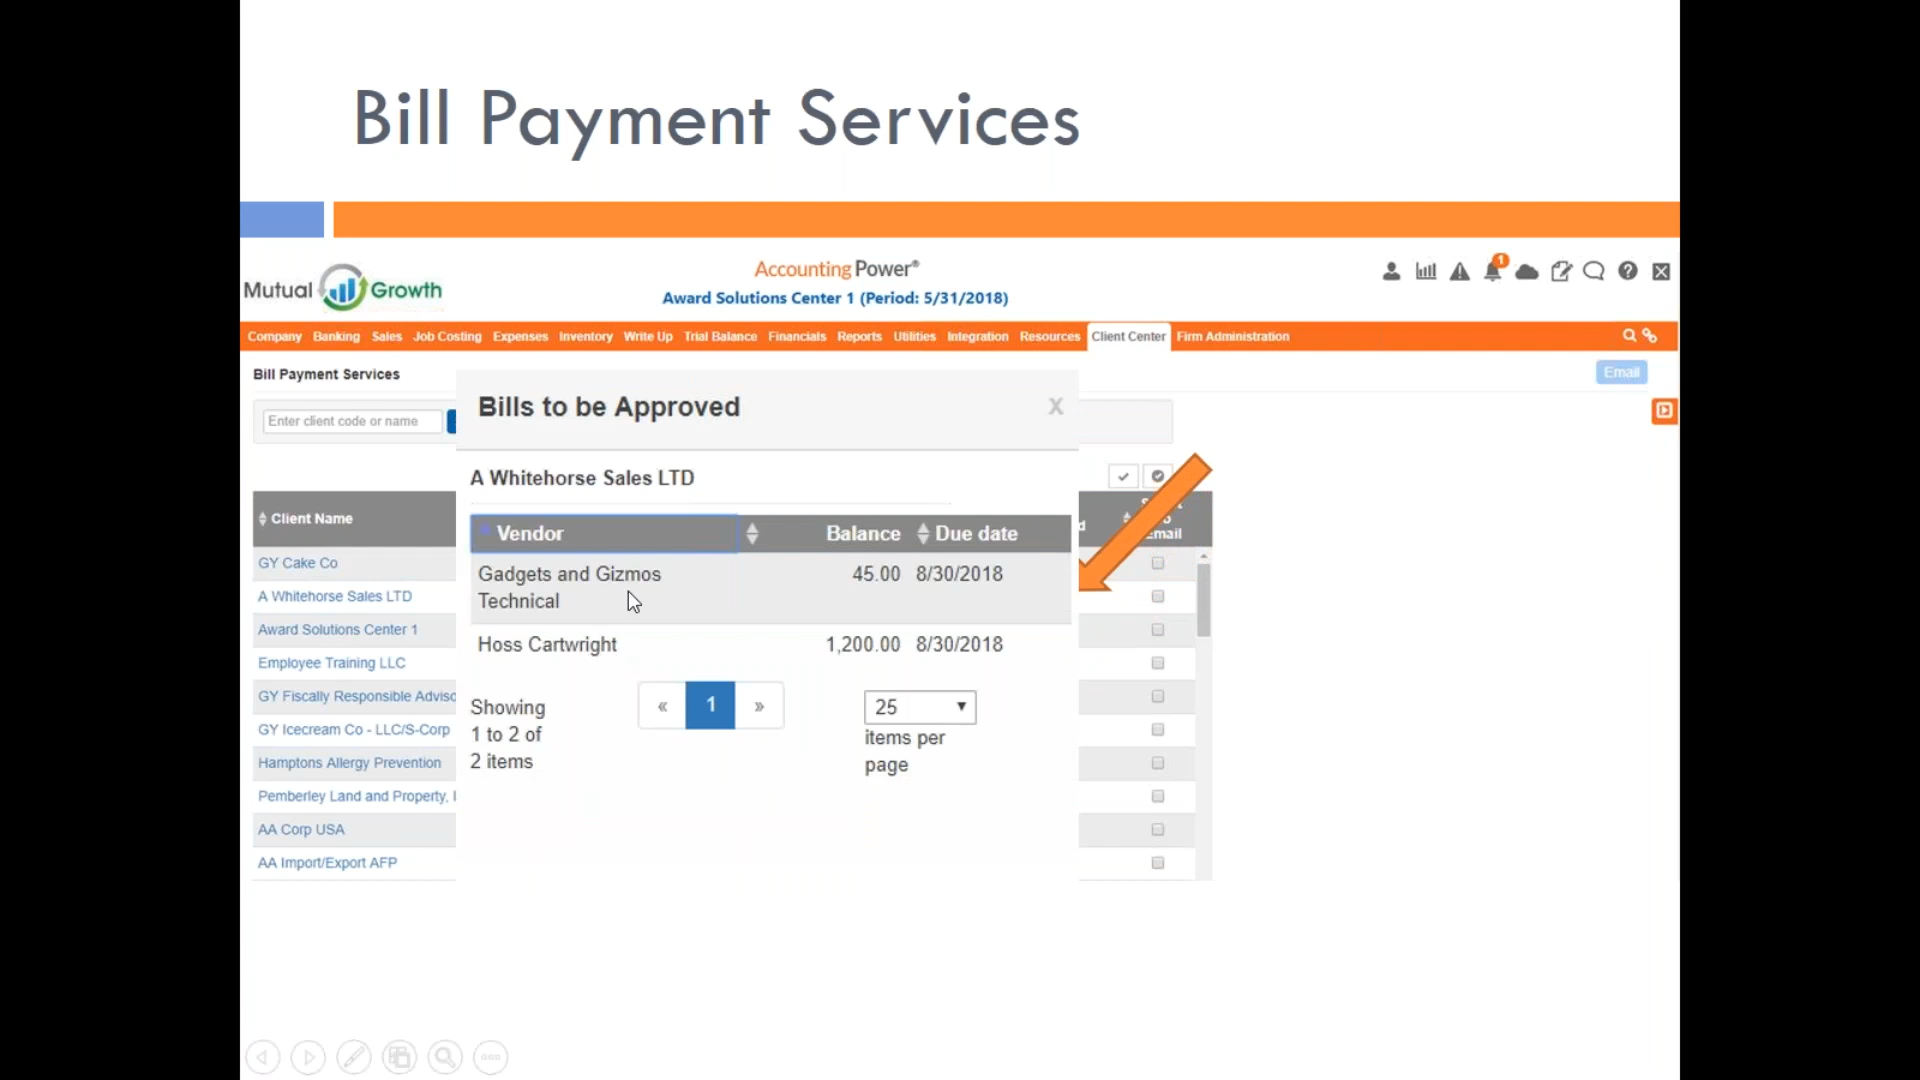 Bill Payment Services
Mutual Growth
Accounting Power®
Award Solutions Center 1 (Period: 5/31/2018)
1
Company Banking Sales Job Costing Expenses Inventory Write Up Trial Balance Financials Reports Utilities Integration Resources Client Center Firm Administration
Bill Payment Services
Email
Enter client code or name
Bills to be Approved
X
A Whitehorse Sales LTD
Client Name
Vendor Balance Due date
d
Email
Gadgets and Gizmos
Technical
45.00 8/30/2018
Hoss Cartwright 1,200.00 8/30/2018
Showing
1 to 2 of
2 items
« 1 »
25
items per
page
GY Cake Co
A Whitehorse Sales LTD
Award Solutions Center 1
Employee Training LLC
GY Fiscally Responsible Adviso
GY Icecream Co - LLC/S-Corp
Hamptons Allergy Prevention
Pemberley Land and Property,
AA Corp USA
AA Import/Export AFP